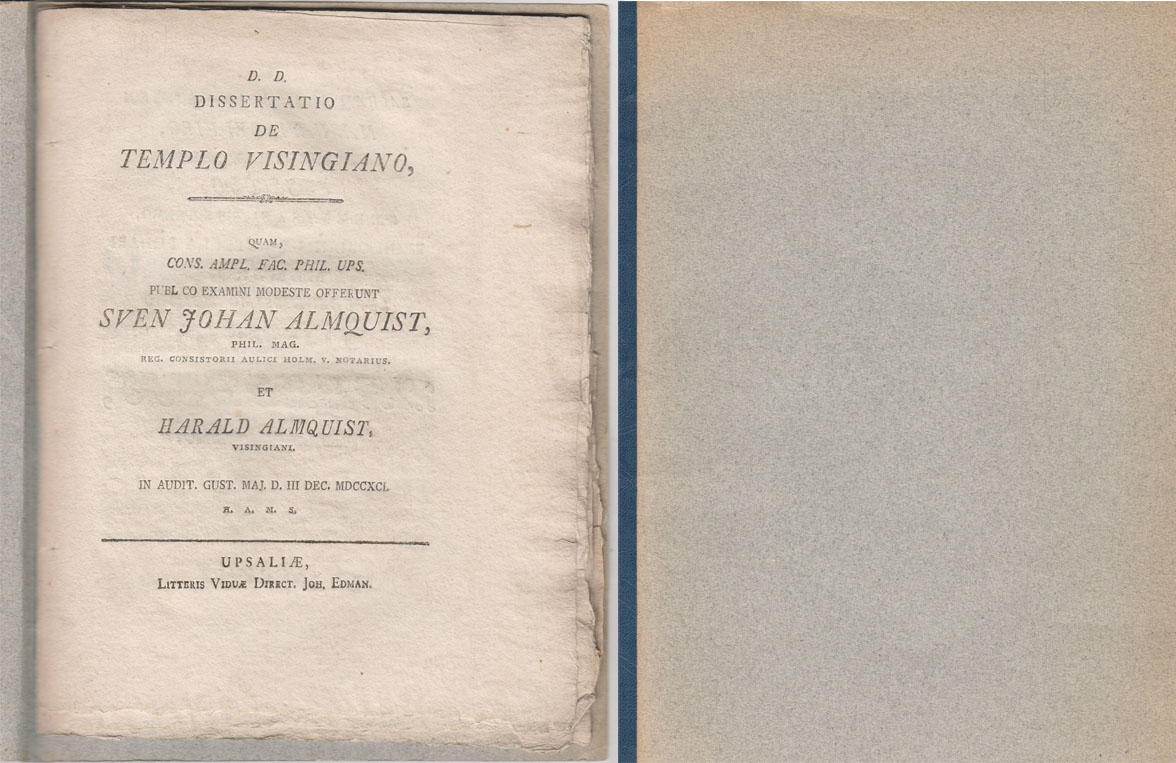 D. D.
DISSERTATIO
DE
TEMPLO VISINGIANO,
QUAM,
CONS. AMPL. FAC. PHIL. UPS.
PUBL CO EXAMINI MODESTE OFFERUNT
SVEN JOHAN ALMQUIST,
PHIL. MAG.
REG. CONSISTORII AULICI HOLM. V. NOTARIUS.
ET
HARALD ALMQUIST,
VISINGIANI.
IN AUDIT. GUST. MAJ. D. III DEC. MDCCXCI.
H. A. M. S.
UPSALIÆ,
LITTERIS VIDUÆ DIRECT. JOH. EDMAN.